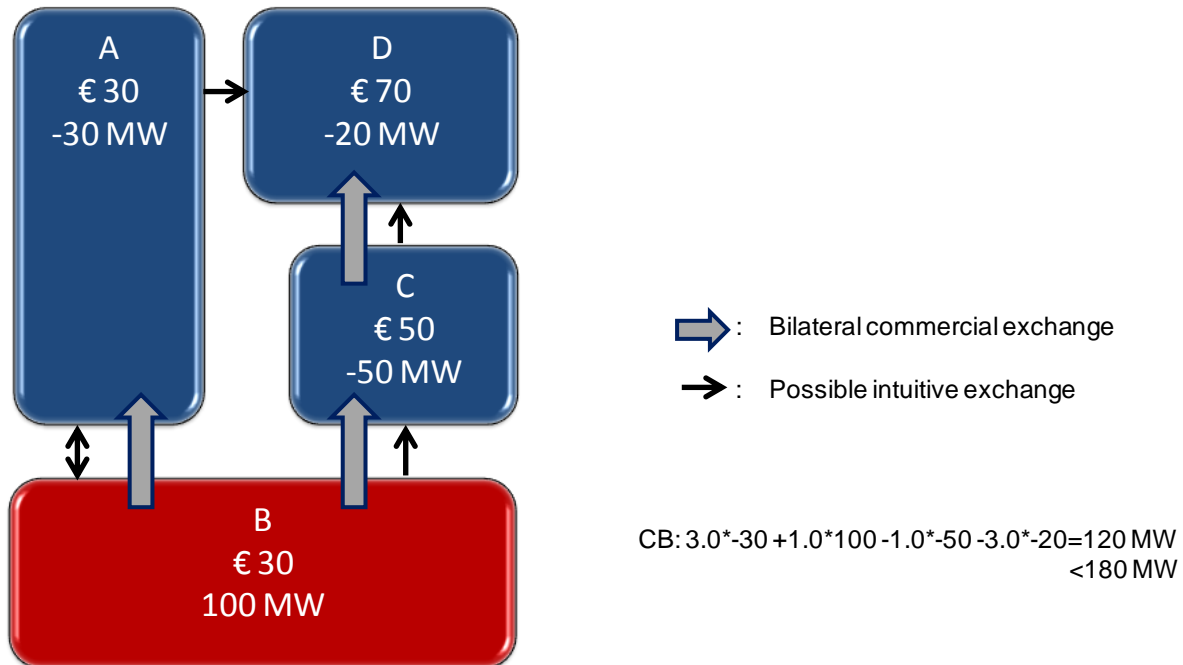 A
€ 30
-30 MW
D
€ 70
-20 MW
C
€ 50
-50 MW
B
€ 30
100 MW
: Bilateral commercial exchange
: Possible intuitive exchange
CB: 3.0*-30 +1.0*100 -1.0*-50 -3.0*-20=120 MW
<180 MW